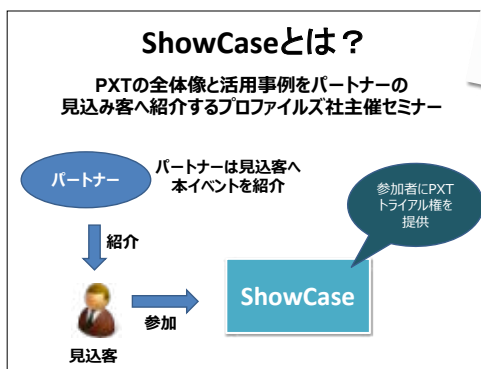 ShowCaseとは？
PXTの全体像と活用事例をパートナーの
見込み客へ紹介するプロファイルズ社主催セミナー
パートナー
パートナーは見込客へ
本イベントを紹介
参加者にPXT
トライアル権を
提供
紹介
ShowCase
参加
見込客